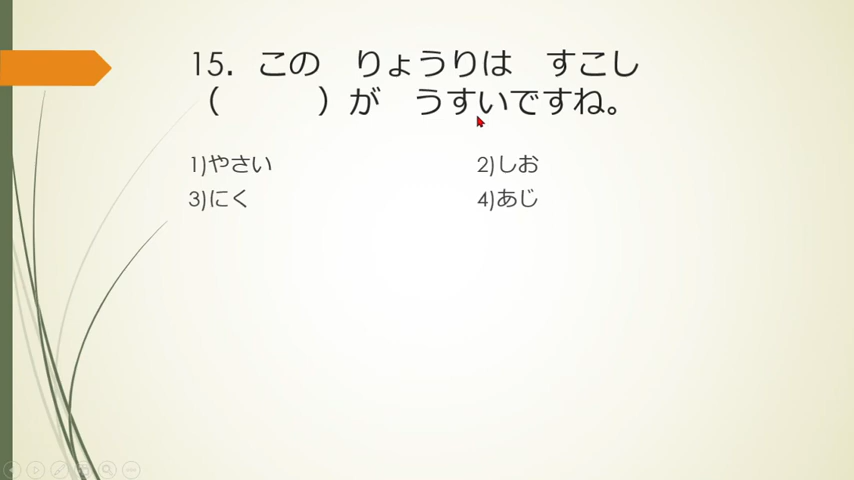 15. この　りょうりは　すこし
（　　　）が　うすいですね。
1)やさい　2)しお
3)にく　4)あじ